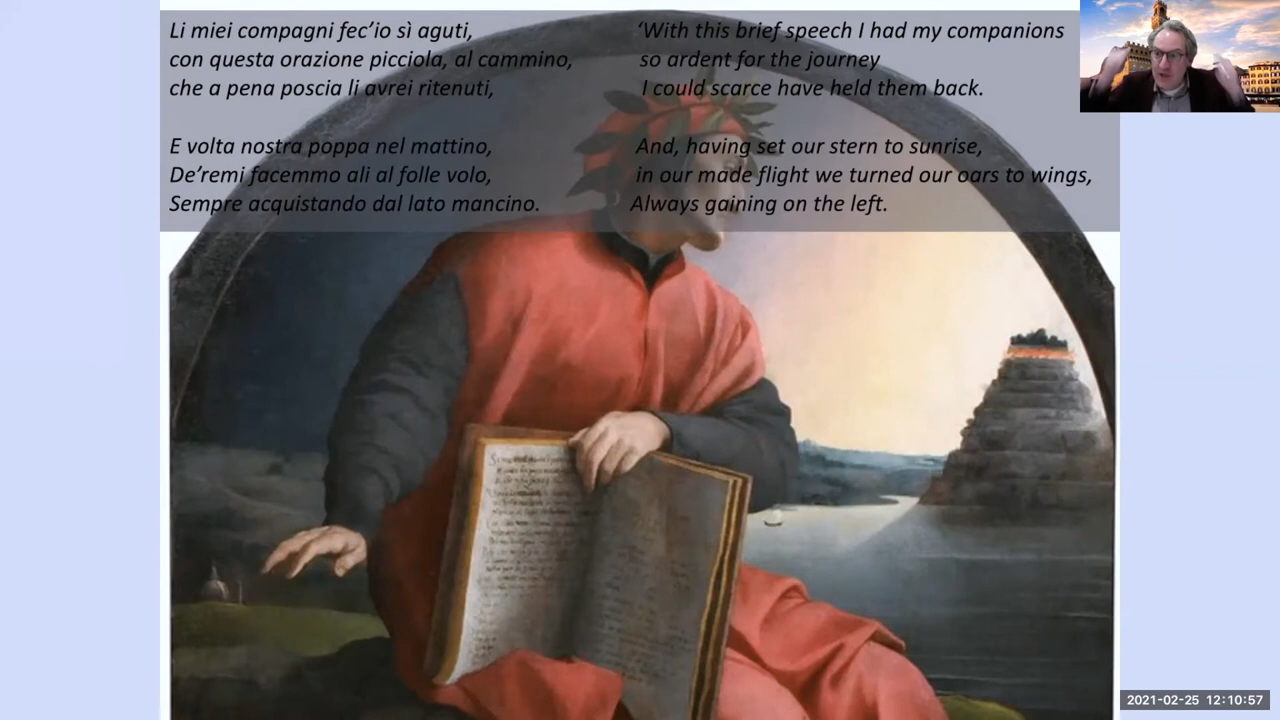 Li miei compagni fec’io sì aguti,
con questa orazione picciola, al cammino,
che a pena poscia li avrei ritenuti,
E volta nostra poppa nel mattino,
De’remi facemmo ali al folle volo,
Sempre acquistando dal lato mancino.
‘With this brief speech I had my companions
so ardent for the journey
I could scarce have held them back.
And, having set our stern to sunrise,
in our made flight we turned our oars to wings,
Always gaining on the left.
2021-02-25 12:10:57